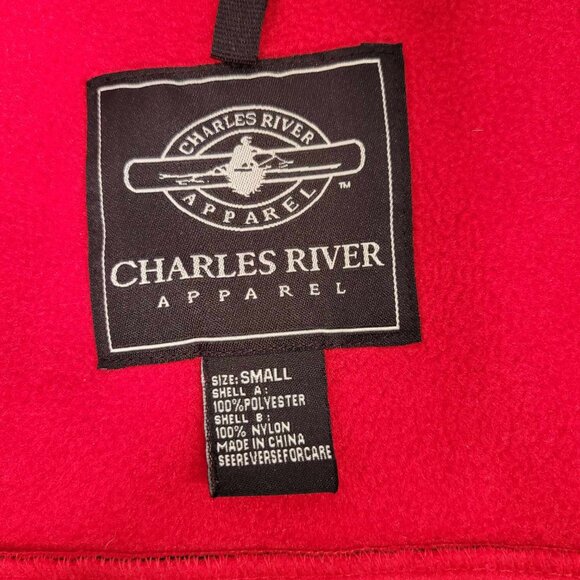 CHARLES RIVER
APPAREL
TM
CHARLES RIVER
APPAREL
SIZE: SMALL
SHELL A:
100%POLYESTER
SHELL B:
100% NYLON
MADE IN CHINA
SEEREVERSEFORCARE